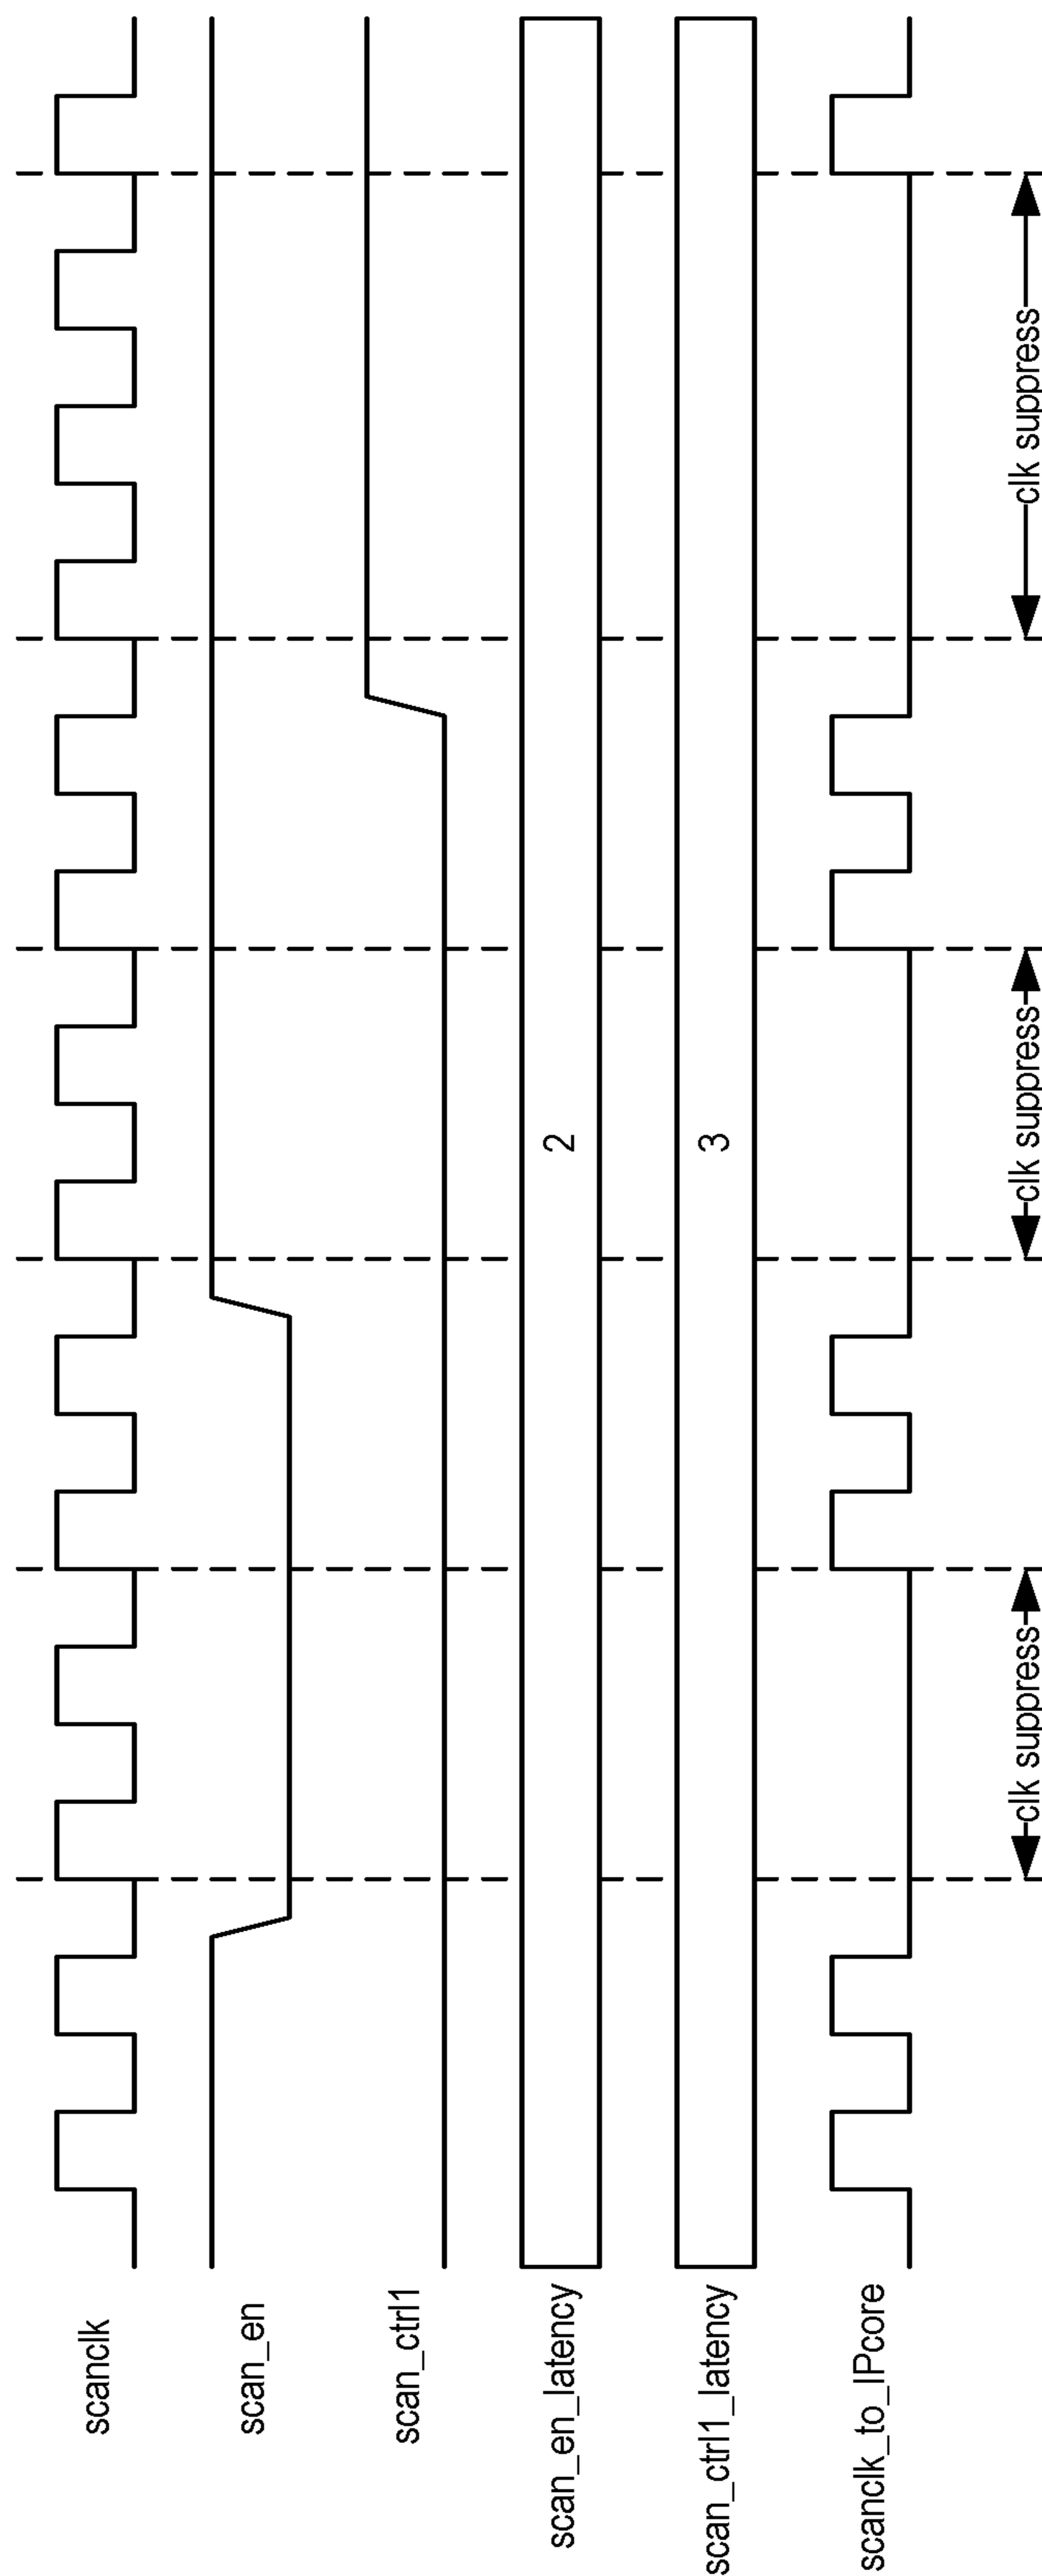 scanclk
scan_en
scan_ctrl1
scan_en_latency
2
scan_ctrl1_latency
3
scanclk_to_IPcore
clk suppress
clk suppress
clk suppress